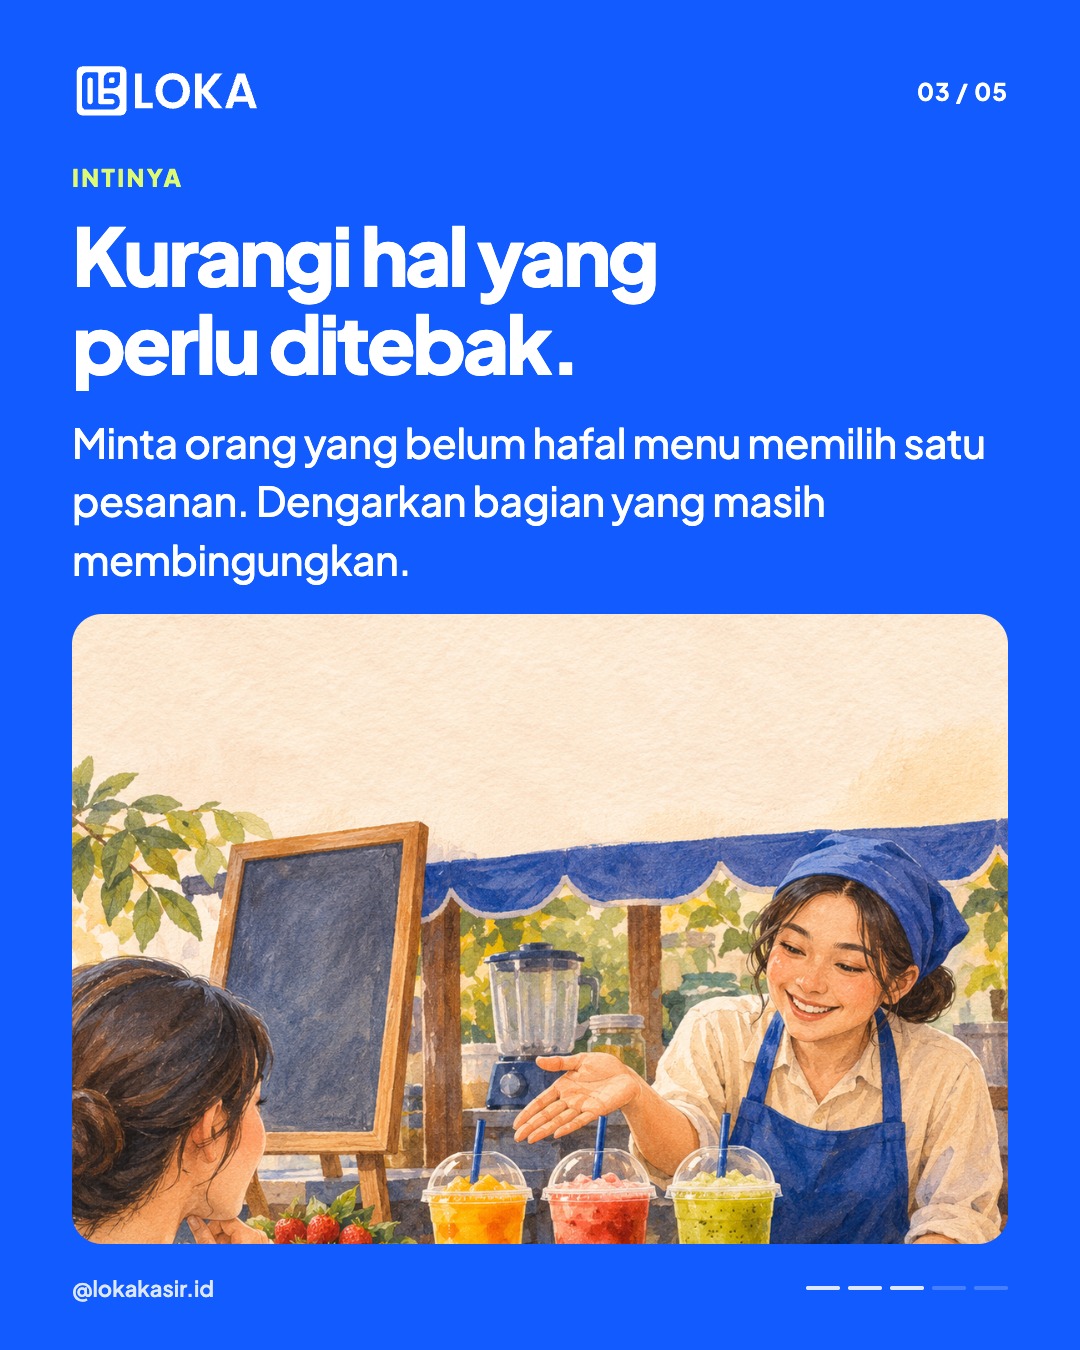 LOKA
03 / 05
INTINYA
Kurangi hal yang
perlu ditebak.
Minta orang yang belum hafal menu memilih satu
pesanan. Dengarkan bagian yang masih
membingungkan.
@lokakasir.id